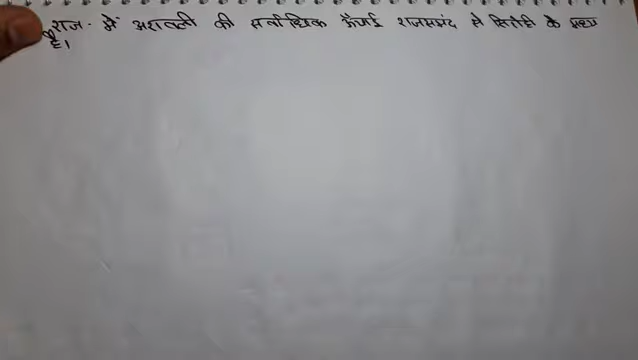 राज. में अरावली की सर्वाधिक ऊँचाई राजसमंद से सिरोही के मध्य
है।